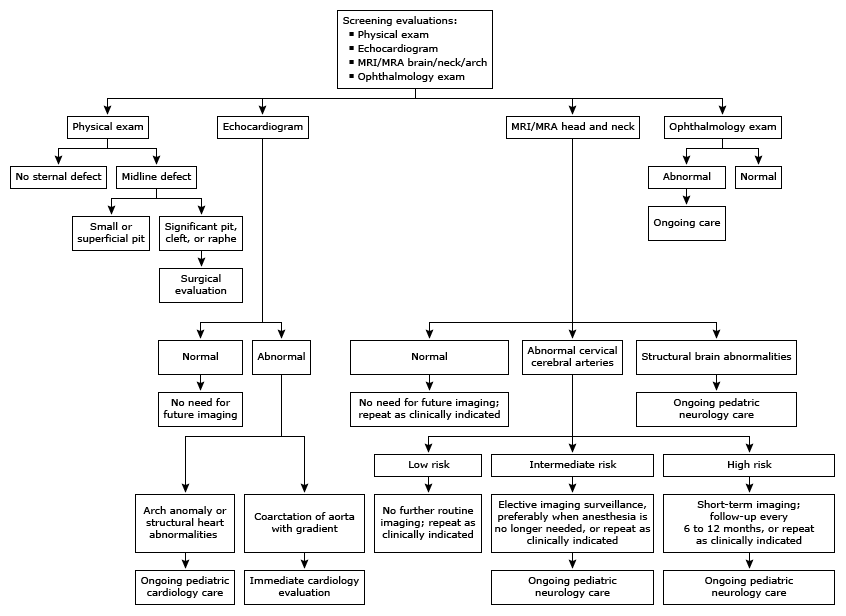 Screening evaluations:
▪ Physical exam
▪ Echocardiogram
▪ MRI/MRA brain/neck/arch
▪ Ophthalmology exam
Physical exam
Echocardiogram
MRI/MRA head and neck
Ophthalmology exam
No sternal defect
Midline defect
Abnormal
Normal
Small or
superficial pit
Significant pit,
cleft, or raphe
Ongoing care
Surgical
evaluation
Normal
Abnormal
Normal
Abnormal cervical
cerebral arteries
Structural brain abnormalities
No need for
future imaging
No need for future imaging;
repeat as clinically indicated
Ongoing pedatric
neurology care
Low risk
Intermediate risk
High risk
Arch anomaly or
structural heart
abnormalities
Coarctation of aorta
with gradient
No further routine
imaging; repeat as
clinically indicated
Elective imaging surveillance,
preferably when anesthesia is
no longer needed, or repeat as
clinically indicated
Short-term imaging;
follow-up every
6 to 12 months, or repeat
as clinically indicated
Ongoing pediatric
cardiology care
Immediate cardiology
evaluation
Ongoing pediatric
neurology care
Ongoing pediatric
neurology care